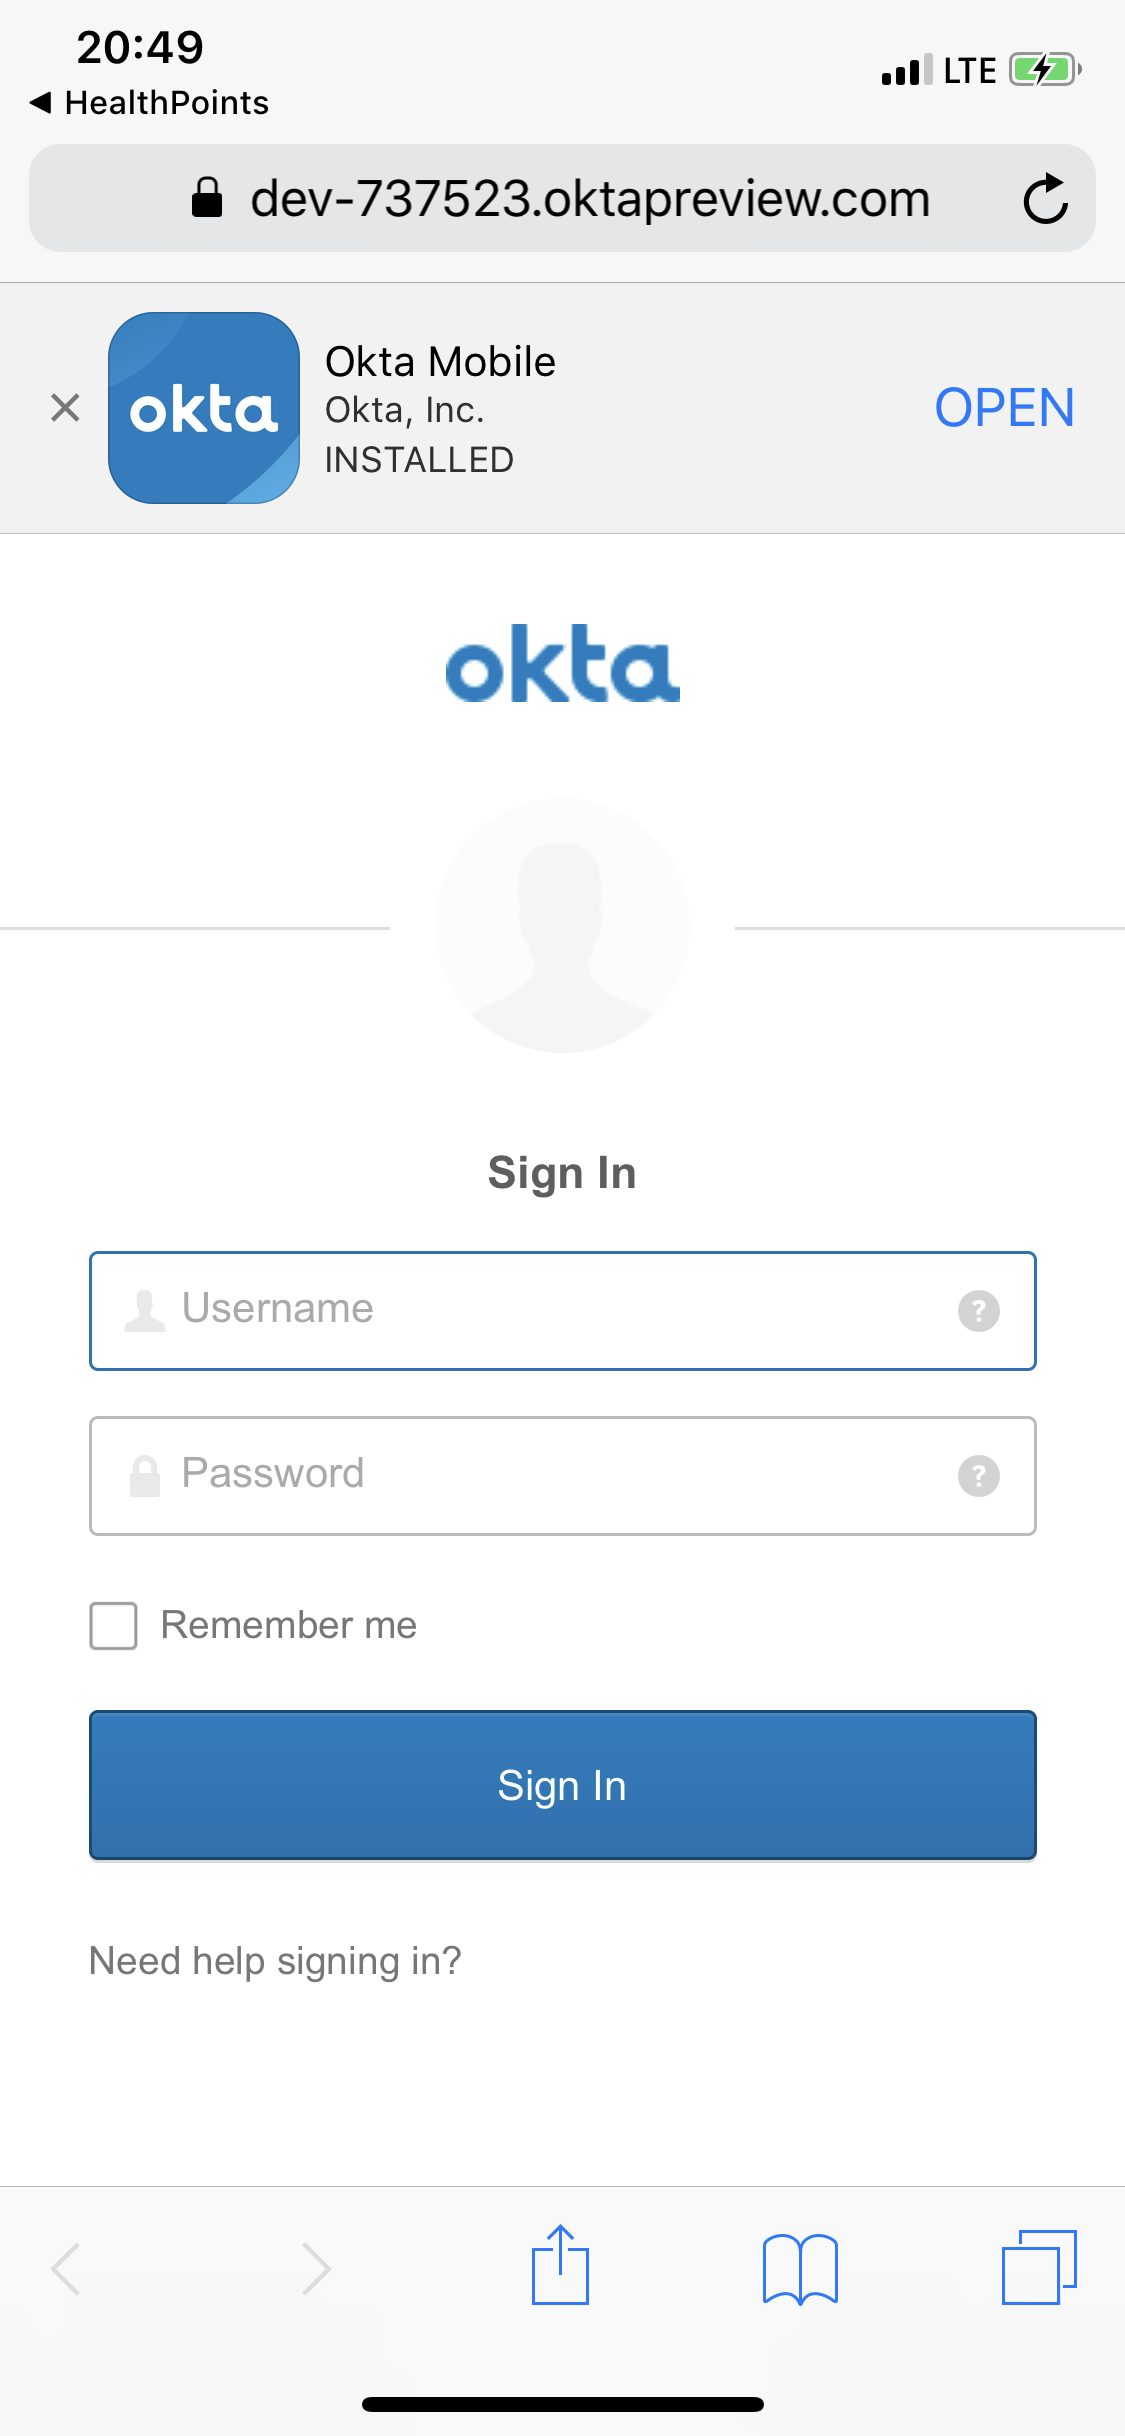 20:49
LTE
◀ HealthPoints
dev-737523.oktapreview.com
okta
Okta Mobile
Okta, Inc.
INSTALLED
OPEN
okta
Sign In
Username
?
Password
?
Remember me
Sign In
Need help signing in?